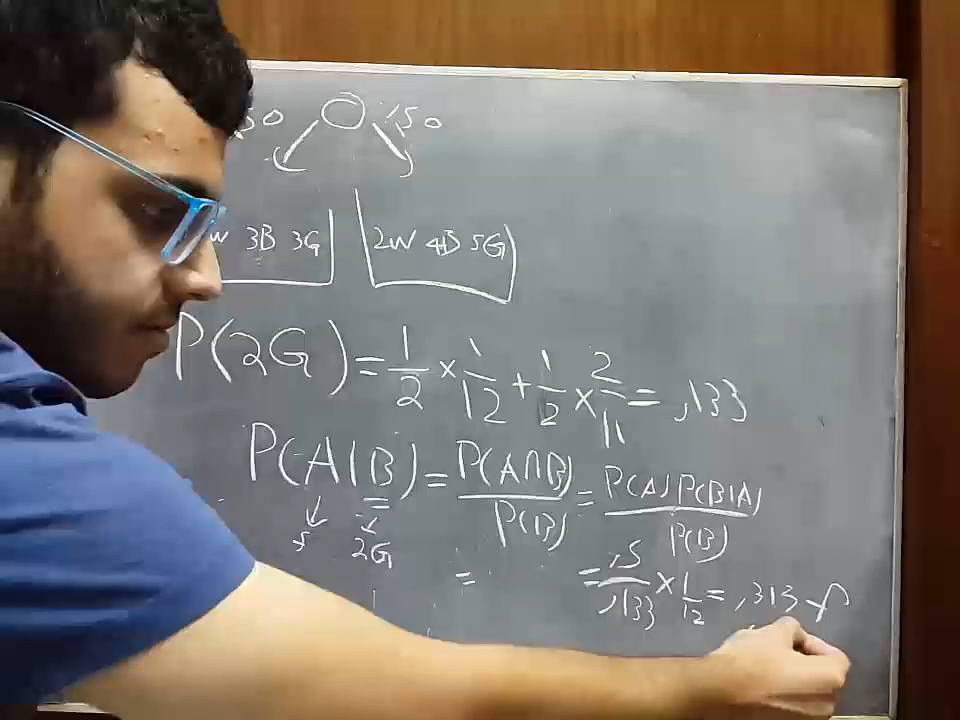 ,50 ,50
W 3B 3G 2W 4B 5G
P(2G) = 1/2 × 1/12 + 1/2 × 2/11 = ,133
P(A|B) = P(A∩B)/P(B) = P(A)P(B|A)/P(B)
2G
= = ,5/,133 × 1/12 = ,313